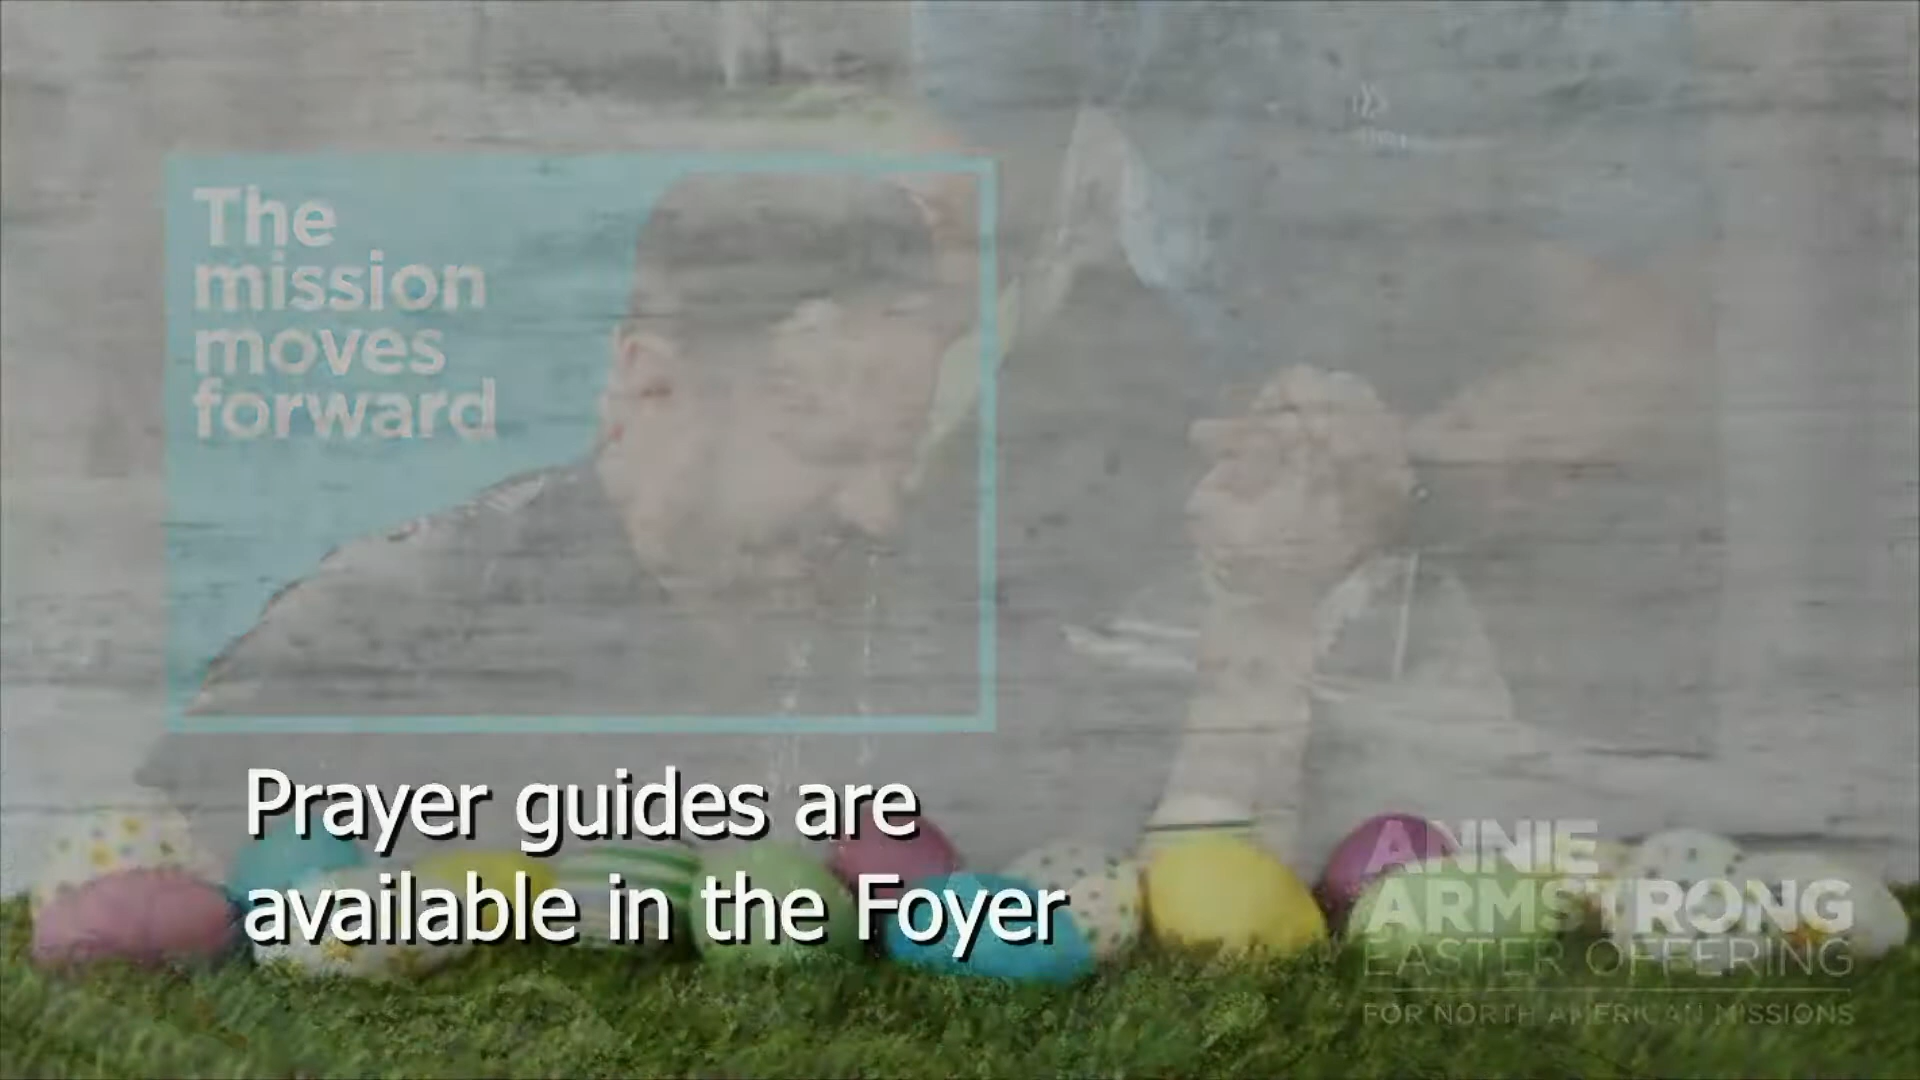 The
mission
moves
forward
Prayer guides are
available in the Foyer
ANNIE
ARMSTRONG
EASTER OFFERING
FOR NORTH AMERICAN MISSIONS